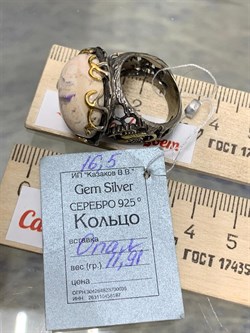 16,5
ИП "Казаков В.В."
Gem Silver
СЕРЕБРО 925°
КОЛЬЦО
вставка Опал
вес (гр.) 11,91
цена
ГОСТ 17435
ГОСТ 17435